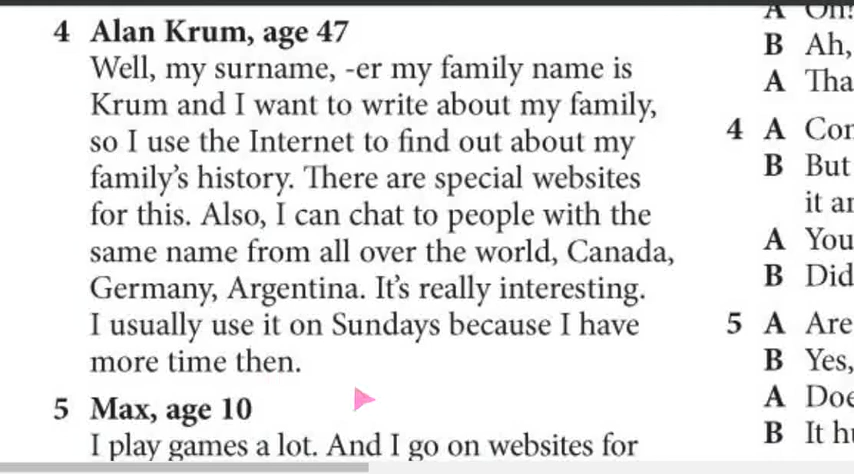 4 Alan Krum, age 47
Well, my surname, -er my family name is
Krum and I want to write about my family,
so I use the Internet to find out about my
family's history. There are special websites
for this. Also, I can chat to people with the
same name from all over the world, Canada,
Germany, Argentina. It's really interesting.
I usually use it on Sundays because I have
more time then.
5 Max, age 10
I play games a lot. And I go on websites for
A Oh!
B Ah,
A Tha
4 A Con
B But
it a
A You
B Did
5 A Are
B Yes,
A Doe
B It h